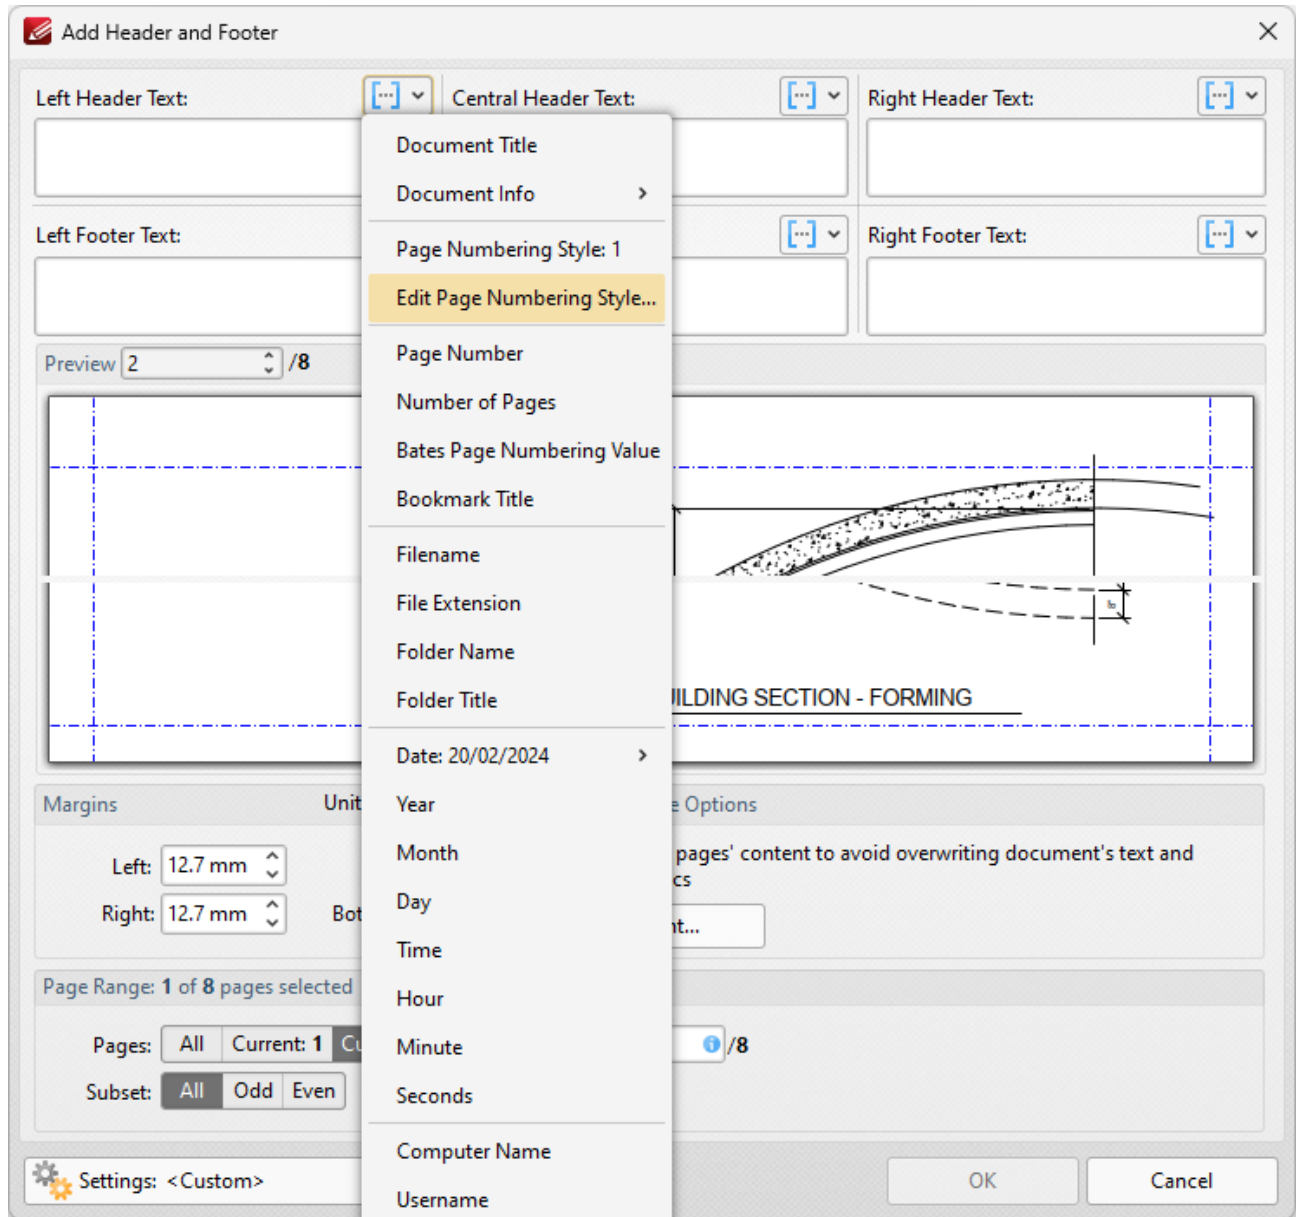 Add Header and Footer
Left Header Text:
Central Header Text:
Right Header Text:
Document Title
Document Info
Left Footer Text:
Right Footer Text:
Page Numbering Style: 1
Edit Page Numbering Style...
Preview 2 /8
Page Number
Number of Pages
Bates Page Numbering Value
Bookmark Title
Filename
File Extension
Folder Name
Folder Title
ILDING SECTION - FORMING
Date: 20/02/2024
Margins
Unit
Year
e Options
Month
pages' content to avoid overwriting document's text and
cs
Left: 12.7 mm
Right: 12.7 mm
Bot
Day
nt...
Time
Page Range: 1 of 8 pages selected
Hour
Pages: All Current: 1 Cu
Minute
/8
Subset: All Odd Even
Seconds
Computer Name
Settings: <Custom>
OK
Cancel
Username